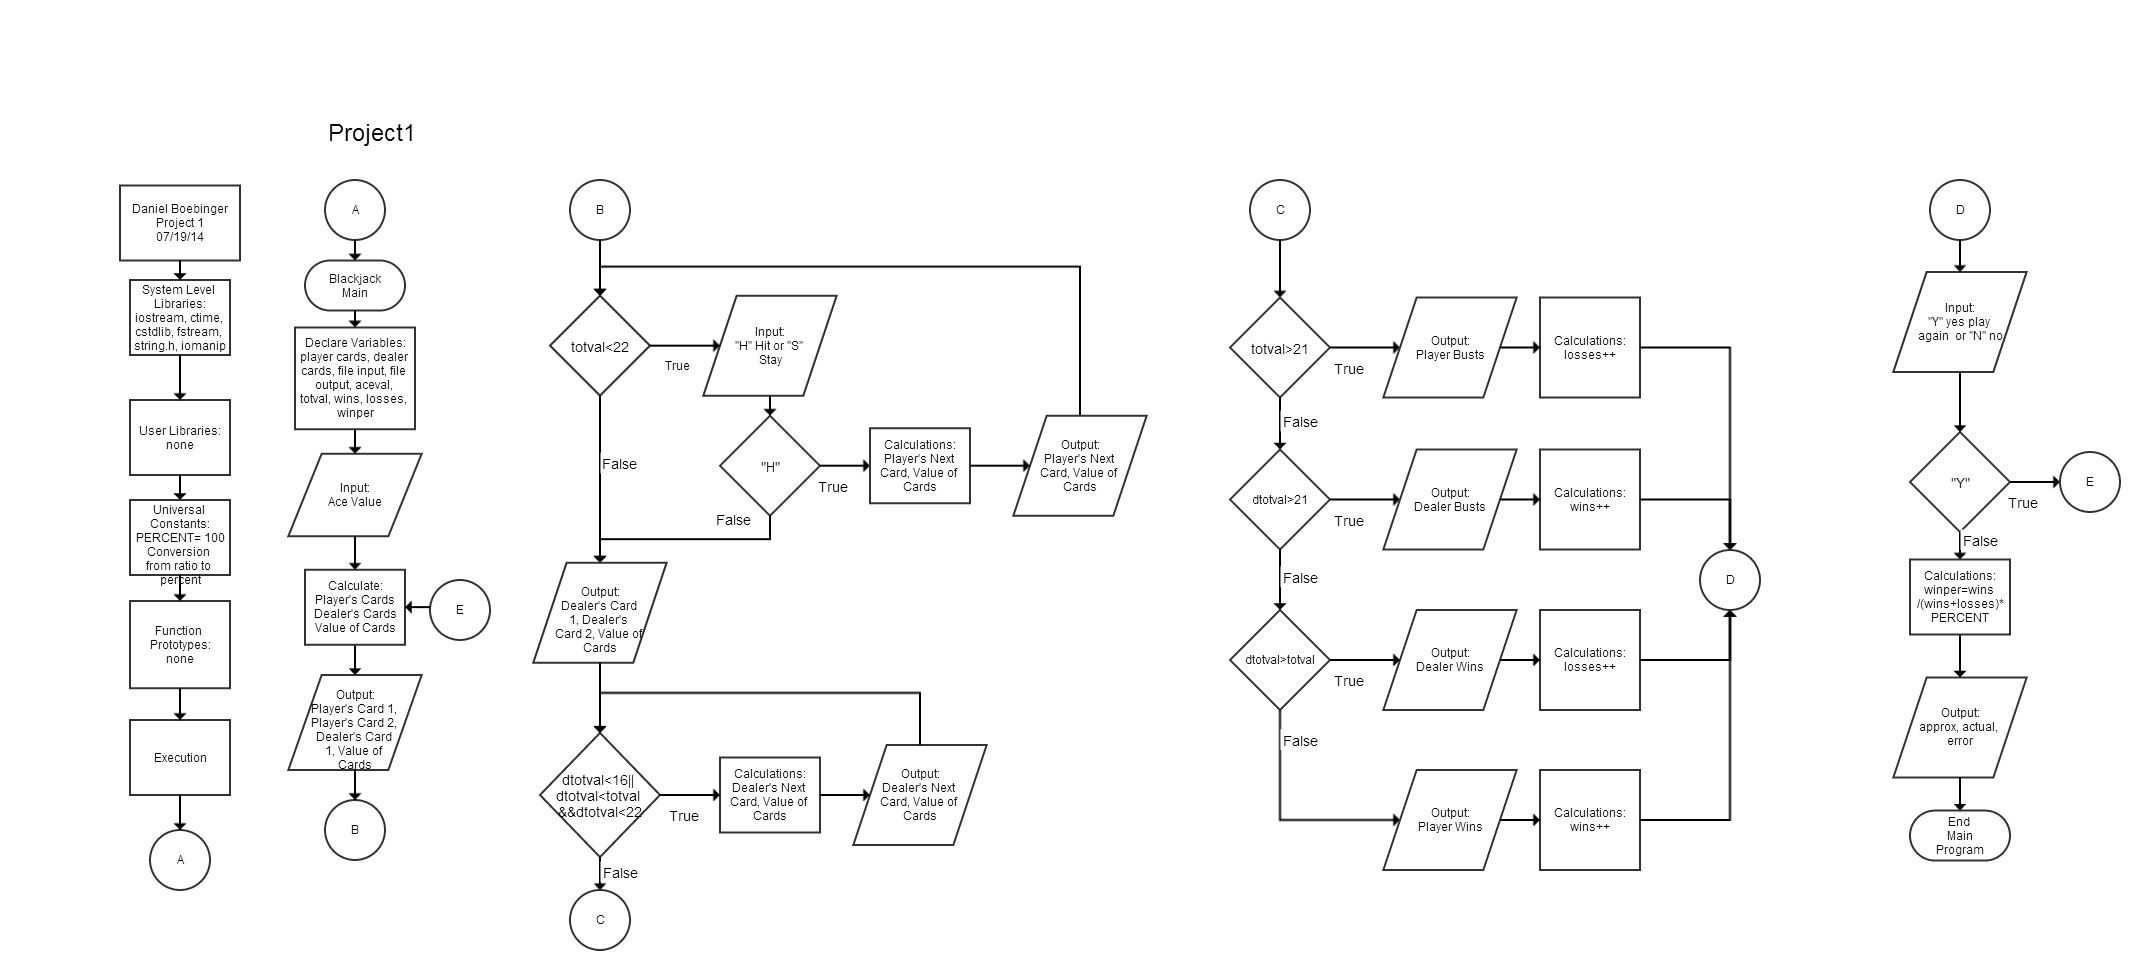 Project1
Daniel Boebinger
Project 1
07/19/14
System Level
Libraries:
iostream, ctime,
cstdlib, fstream,
string.h, iomanip
User Libraries:
none
Universal
Constants:
PERCENT= 100
Conversion
from ratio to
percent
Function
Prototypes:
none
Execution
A
A
Blackjack
Main
Declare Variables:
player cards, dealer
cards, file input, file
output, aceval,
totval, wins, losses,
winper
Input:
Ace Value
Calculate:
Player's Cards
Dealer's Cards
Value of Cards
E
Output:
Player's Card 1,
Player's Card 2,
Dealer's Card
1, Value of
Cards
B
B
totval<22
True
Input:
"H" Hit or "S"
Stay
False
"H"
True
Calculations:
Player's Next
Card, Value of
Cards
Output:
Player's Next
Card, Value of
Cards
False
Output:
Dealer's Card
1, Dealer's
Card 2, Value of
Cards
dtotval<16||
dtotval<totval
&&dtotval<22
True
Calculations:
Dealer's Next
Card, Value of
Cards
Output:
Dealer's Next
Card, Value of
Cards
False
C
C
totval>21
True
Output:
Player Busts
Calculations:
losses++
False
dtotval>21
True
Output:
Dealer Busts
Calculations:
wins++
D
False
dtotval>totval
True
Output:
Dealer Wins
Calculations:
losses++
False
Output:
Player Wins
Calculations:
wins++
D
Input:
"Y" yes play
again or "N" no
"Y"
True
E
False
Calculations:
winper=wins
/(wins+losses)*
PERCENT
Output:
approx, actual,
error
End
Main
Program